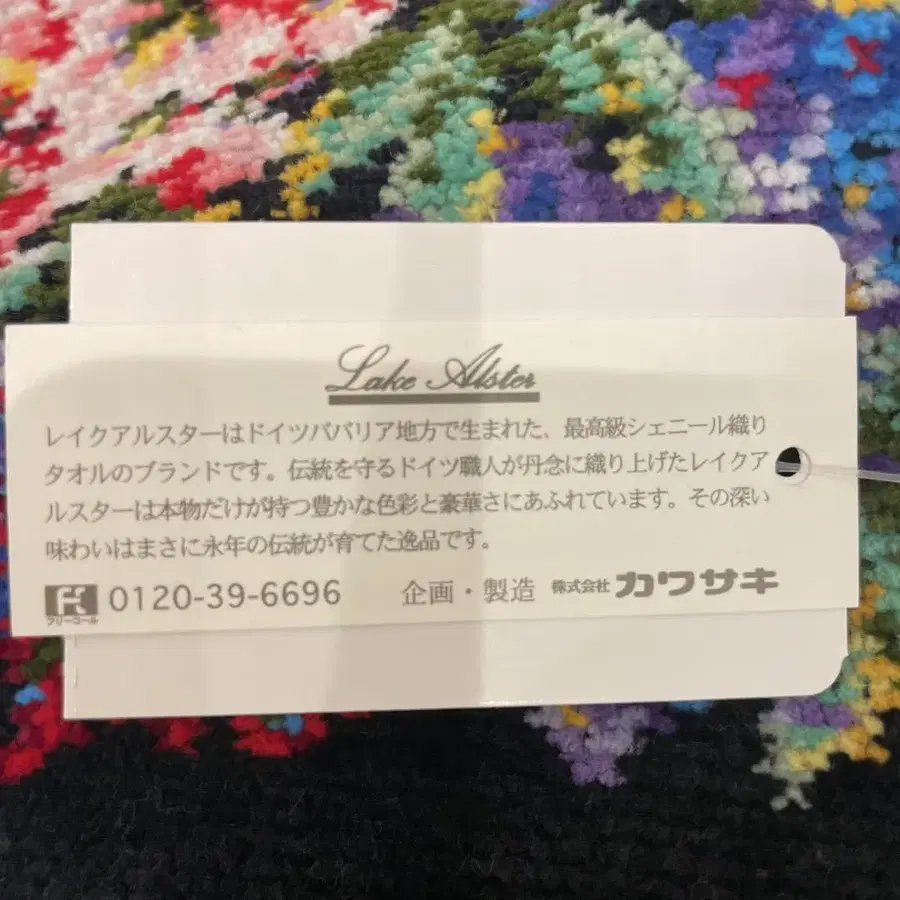 Lake Alster
レイクアルスターはドイツババリア地方で生まれた、最高級シェニール織り
タオルのブランドです。伝統を守るドイツ職人が丹念に織り上げたレイクア
ルスターは本物だけが持つ豊かな色彩と豪華さにあふれています。その深い
味わいはまさに永年の伝統が育てた逸品です。
フリーコール 0120-39-6696 企画・製造 株式会社 カワサキ